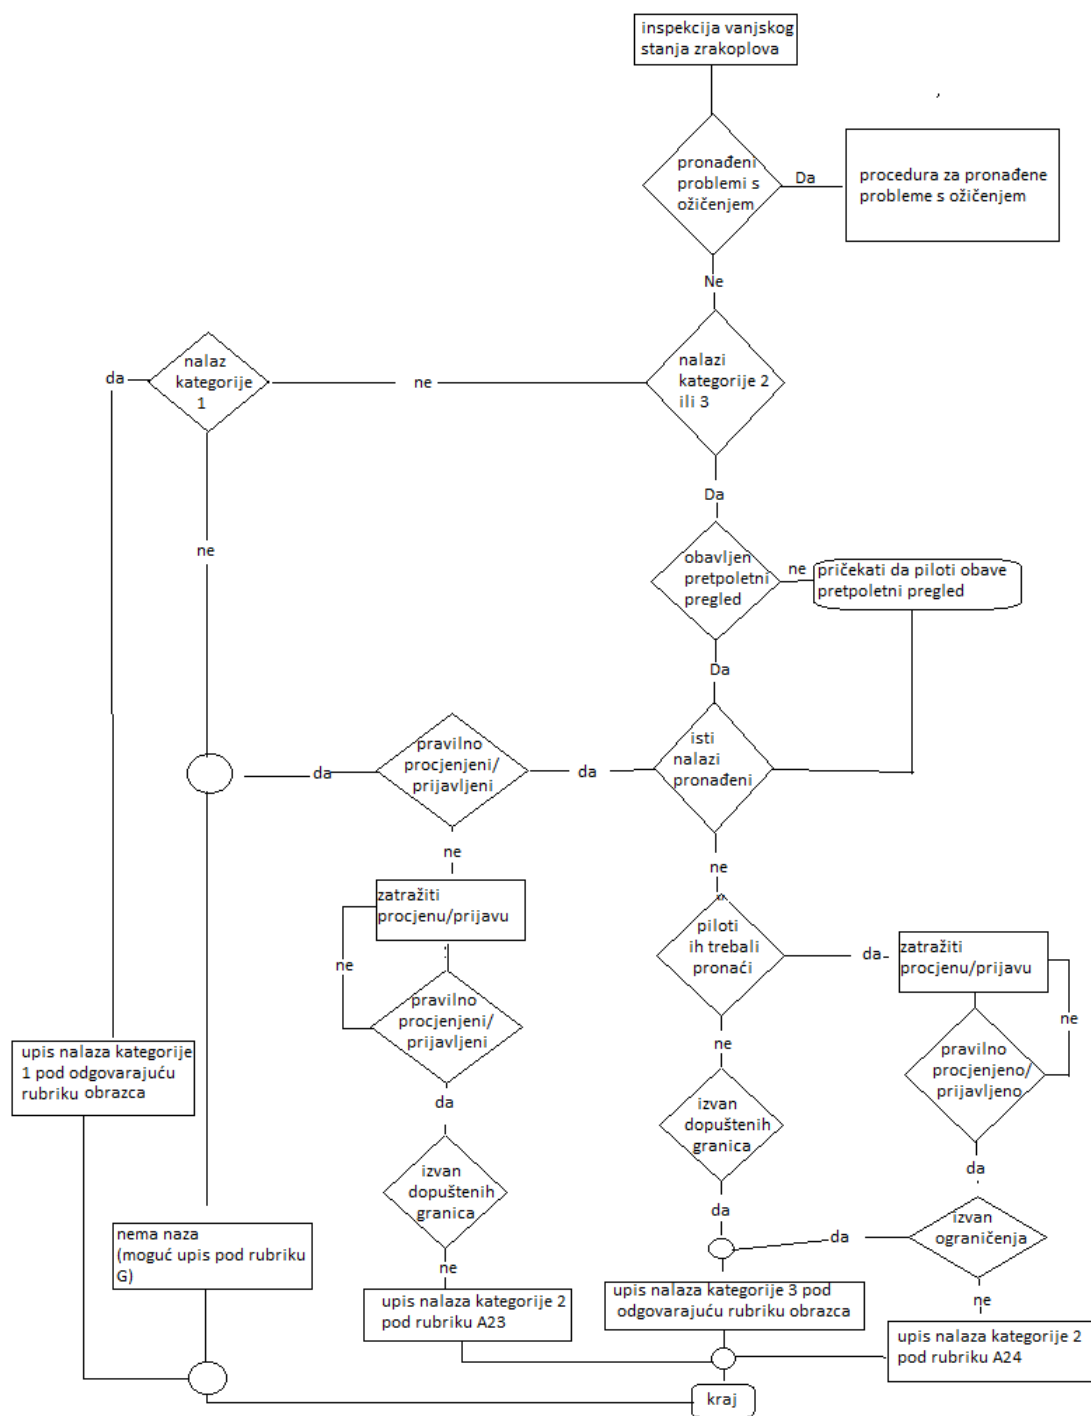 inspekcija vanjskog
stanja zrakoplova
,
pronađeni
problemi s
ožičenjem
Da
procedura za pronađene
probleme s ožičenjem
Ne
nalazi
kategorije 2
ili 3
ne
nalaz
kategorije
1
da
ne
Da
obavljen
pretpoletni
pregled
ne
pričekati da piloti obave
pretpoletni pregled
Da
isti
nalazi
pronađeni
da
pravilno
procjenjeni/
prijavljeni
da
ne
zatražiti
procjenu/prijavu
ne
pravilno
procjenjeni/
prijavljeni
da
izvan
dopuštenih
granica
ne
upis nalaza kategorije 2
pod rubriku A23
ne
piloti
ih trebali
pronaći
da
zatražiti
procjenu/prijavu
ne
pravilno
procjenjeno/
prijavljeno
da
izvan
ograničenja
da
ne
upis nalaza kategorije 2
pod rubriku A24
ne
izvan
dopuštenih
granica
da
upis nalaza kategorije 3 pod
odgovarajuću rubriku obrazca
upis nalaza kategorije
1 pod odgovarajuću
rubriku obrazca
nema naza
(moguć upis pod rubriku
G)
kraj